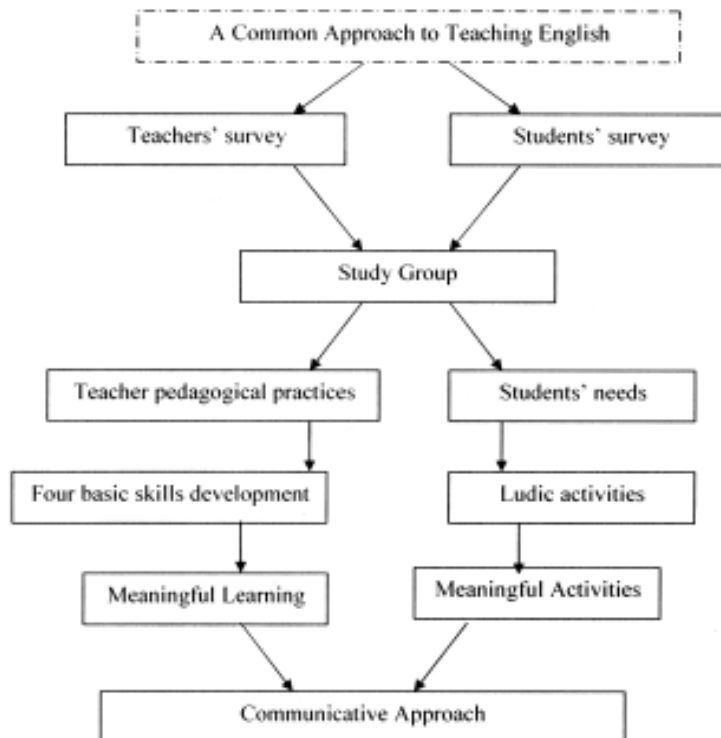 A Common Approach to Teaching English
Teachers' survey
Students' survey
Study Group
Teacher pedagogical practices
Students' needs
Four basic skills development
Ludic activities
Meaningful Learning
Meaningful Activities
Communicative Approach